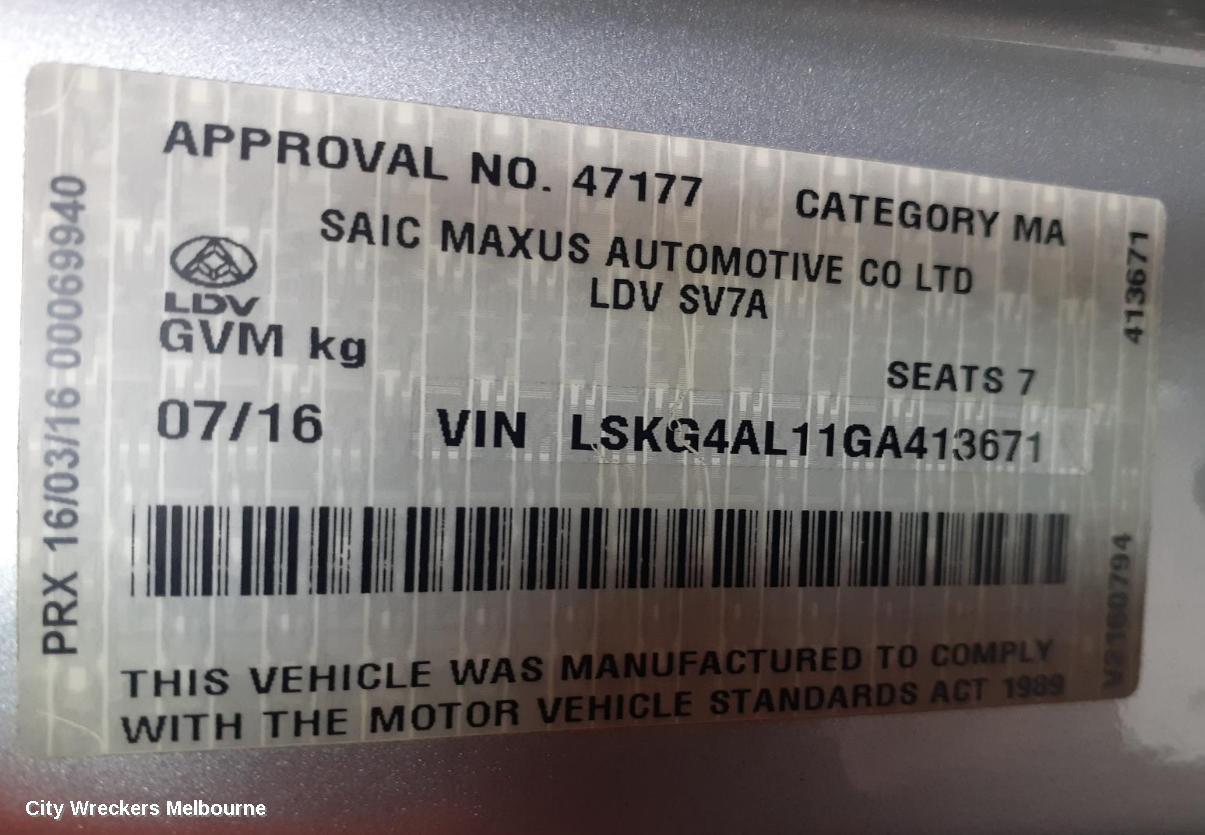 APPROVAL NO. 47177 CATEGORY MA
SAIC MAXUS AUTOMOTIVE CO LTD
LDV SV7A
LDV
GVM kg
SEATS 7
07/16 VIN LSKG4AL11GA413671
THIS VEHICLE WAS MANUFACTURED TO COMPLY
WITH THE MOTOR VEHICLE STANDARDS ACT 1989
PRX 16/03/16 000699940
413671
V2160794
City Wreckers Melbourne